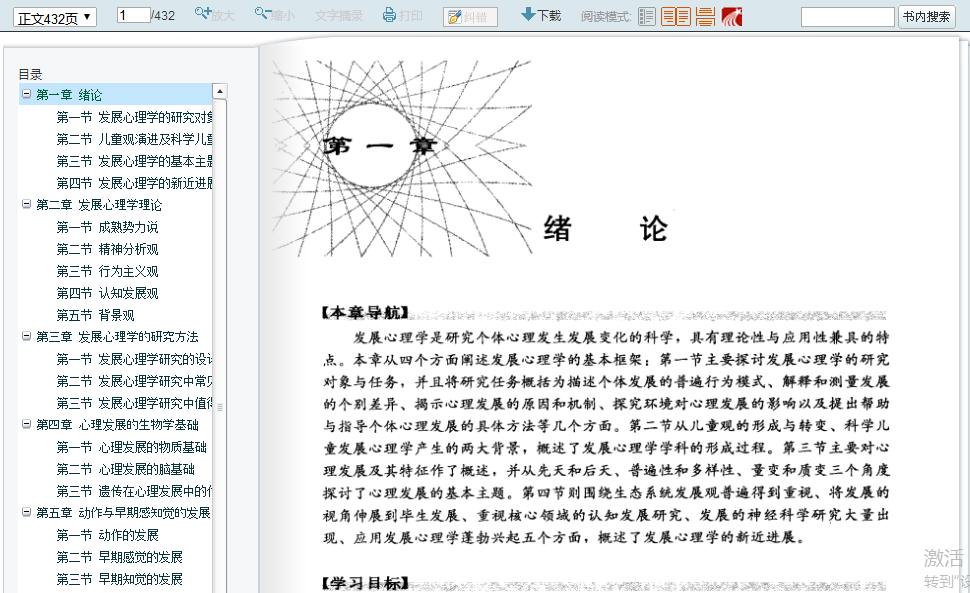 正文432页 1 /432 放大 缩小 文字摘录 打印 纠错 下载 阅读模式: 书内搜索
目录
第一章 绪论
第一节 发展心理学的研究对象
第二节 儿童观演进及科学儿童
第三节 发展心理学的基本主题
第四节 发展心理学的新近进展
第二章 发展心理学理论
第一节 成熟势力说
第二节 精神分析观
第三节 行为主义观
第四节 认知发展观
第五节 背景观
第三章 发展心理学的研究方法
第一节 发展心理学研究的设计
第二节 发展心理学研究中常见
第三节 发展心理学研究中值得
第四章 心理发展的生物学基础
第一节 心理发展的物质基础
第二节 心理发展的脑基础
第三节 遗传在心理发展中的作
第五章 动作与早期感知觉的发展
第一节 动作的发展
第二节 早期感觉的发展
第三节 早期知觉的发展
第一章
绪 论
【本章导航】
发展心理学是研究个体心理发生发展变化的科学，具有理论性与应用性兼具的特
点。本章从四个方面阐述发展心理学的基本框架：第一节主要探讨发展心理学的研究
对象与任务，并且将研究任务概括为描述个体发展的普遍行为模式、解释和测量发展
的个别差异、揭示心理发展的原因和机制、探究环境对心理发展的影响以及提出帮助
与指导个体心理发展的具体方法等几个方面。第二节从儿童观的形成与转变、科学儿
童发展心理学产生的两大背景，概述了发展心理学学科的形成过程。第三节主要对心
理发展及其特征作了概述，并从先天和后天、普遍性和多样性、量变和质变三个角度
探讨了心理发展的基本主题。第四节则围绕生态系统发展观普遍得到重视、将发展的
视角伸展到毕生发展、重视核心领域的认知发展研究、发展的神经科学研究大量出
现、应用发展心理学蓬勃兴起五个方面，概述了发展心理学的新近进展。
【学习目标】
激活
转到"设